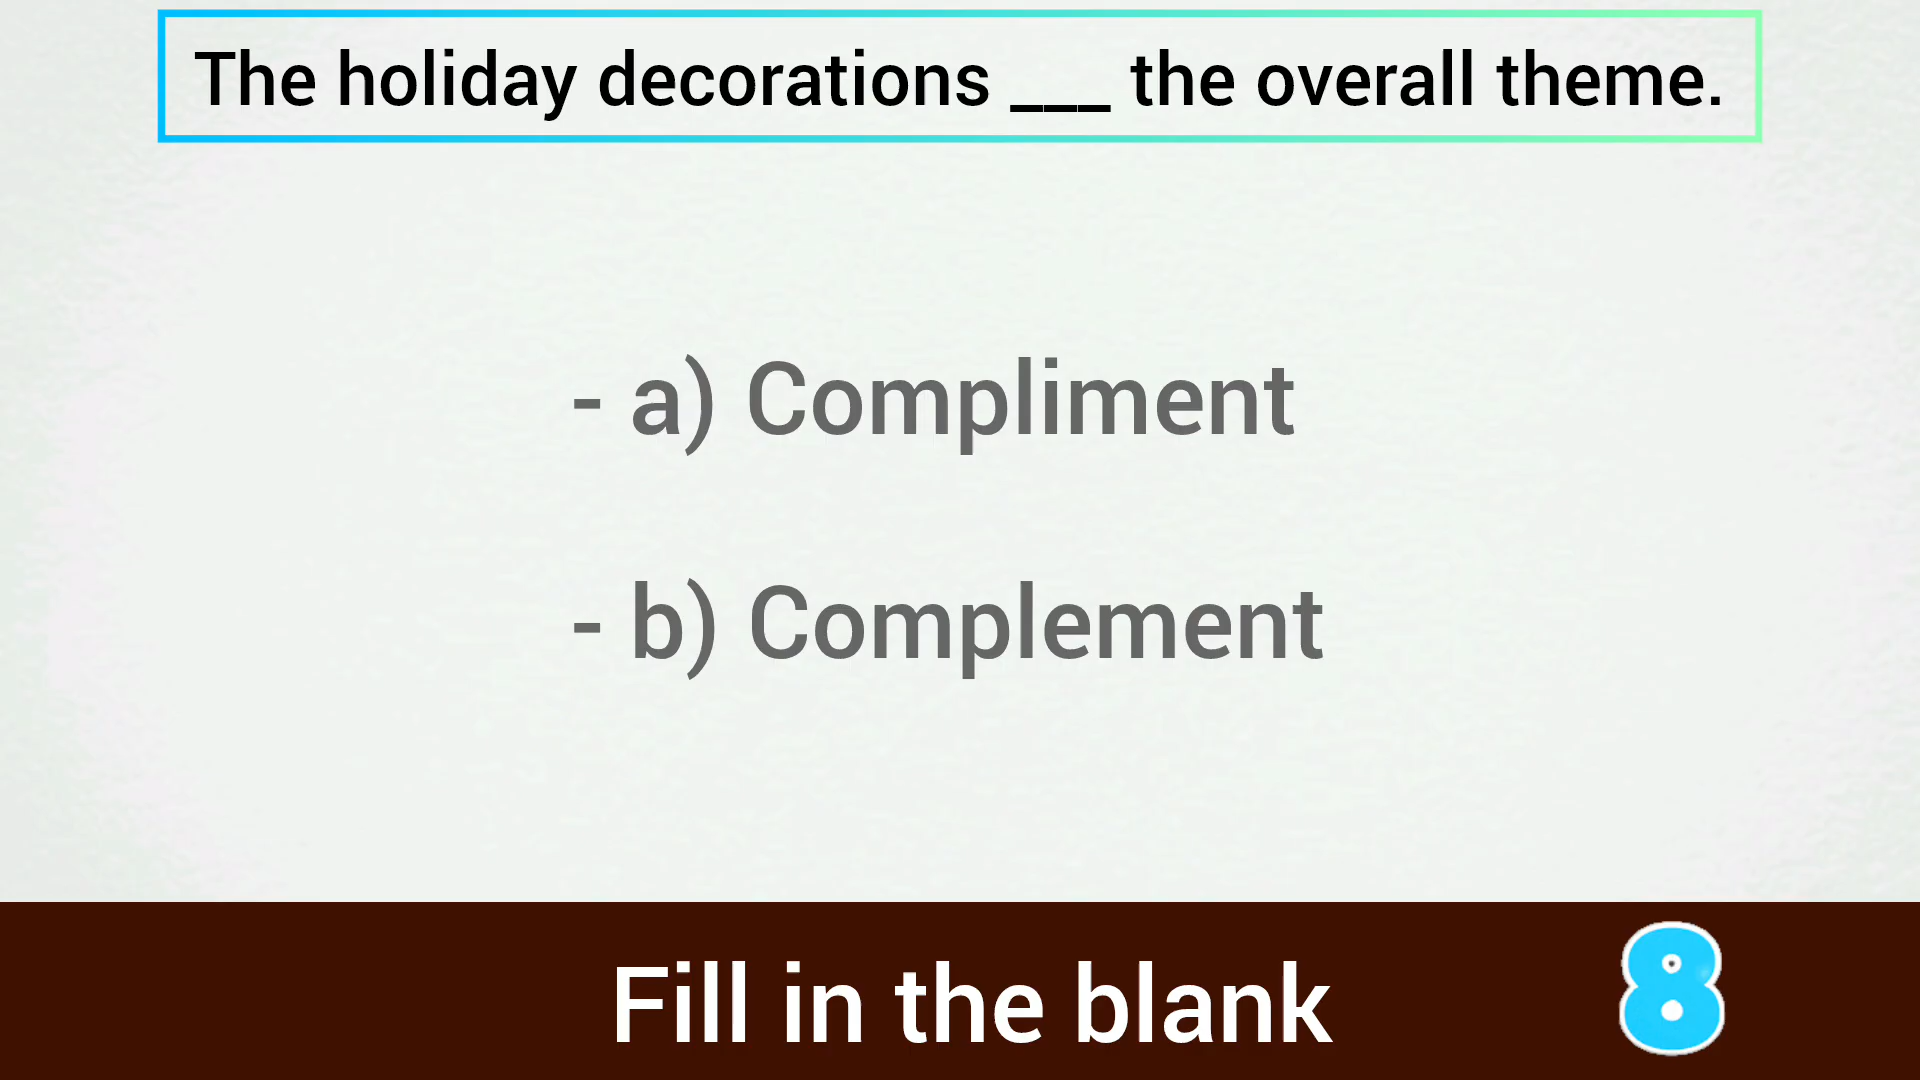 The holiday decorations ___ the overall theme.
- a) Compliment
- b) Complement
Fill in the blank
8